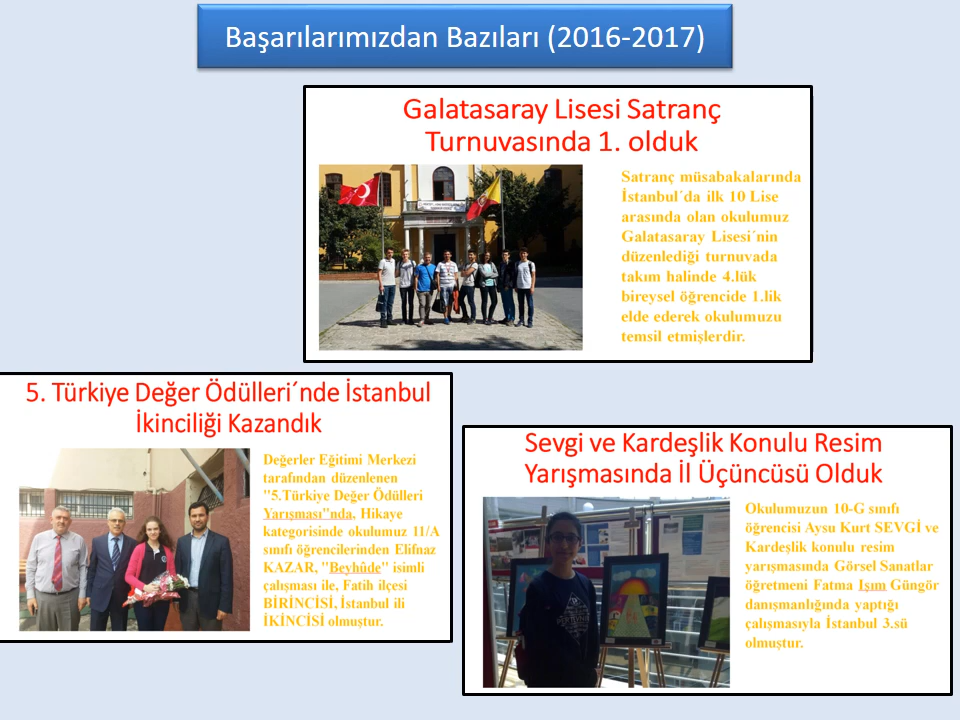 Başarılarımızdan Bazıları (2016-2017)
Galatasaray Lisesi Satranç
Turnuvasında 1. olduk
Satranç müsabakalarında
İstanbul´da ilk 10 Lise
arasında olan okulumuz
Galatasaray Lisesi´nin
düzenlediği turnuvada
takım halinde 4.lük
bireysel öğrencide 1.lik
elde ederek okulumuzu
temsil etmişlerdir.
5. Türkiye Değer Ödülleri´nde İstanbul
İkinciliği Kazandık
Değerler Eğitimi Merkezi
tarafından düzenlenen
"5.Türkiye Değer Ödülleri
Yarışması"nda, Hikaye
kategorisinde okulumuz 11/A
sınıfı öğrencilerinden Elifnaz
KAZAR, "Beyhûde" isimli
çalışması ile, Fatih ilçesi
BİRİNCİSİ, İstanbul ili
İKİNCİSİ olmuştur.
Sevgi ve Kardeşlik Konulu Resim
Yarışmasında İl Üçüncüsü Olduk
Okulumuzun 10-G sınıfı
öğrencisi Aysu Kurt SEVGİ ve
Kardeşlik konulu resim
yarışmasında Görsel Sanatlar
öğretmeni Fatma Işım Güngör
danışmanlığında yaptığı
çalışmasıyla İstanbul 3.sü
olmuştur.